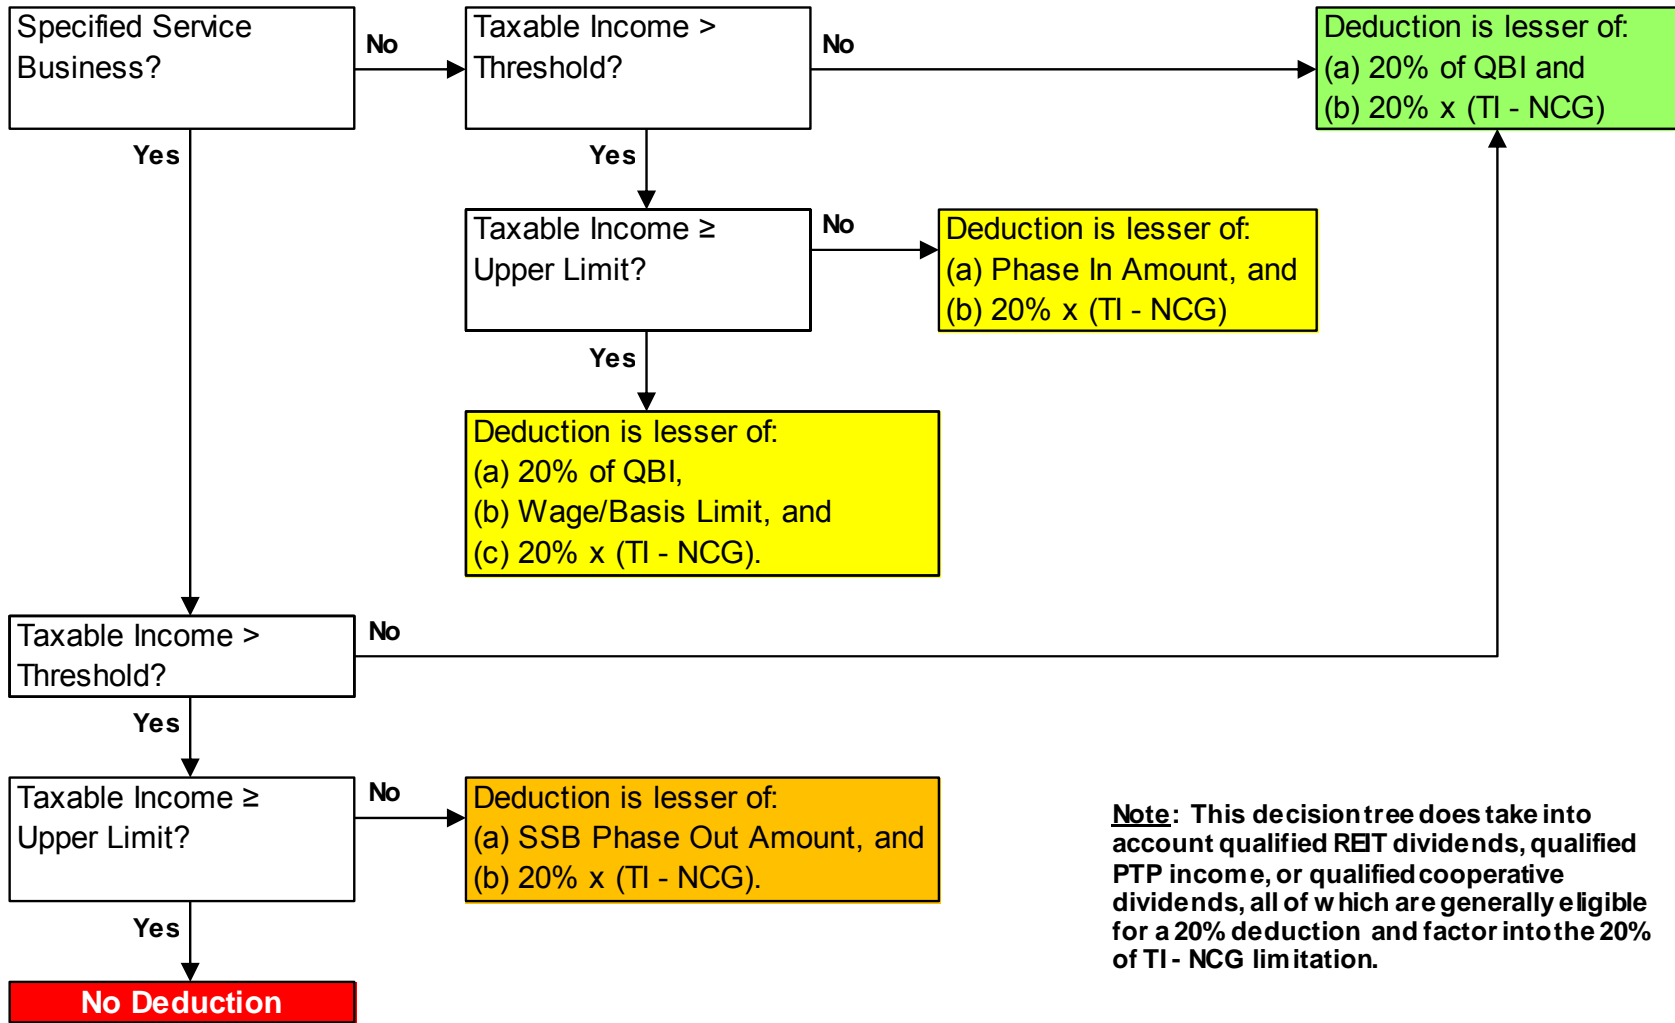 Specified Service
Business?
No
Taxable Income >
Threshold?
No
Deduction is lesser of:
(a) 20% of QBI and
(b) 20% x (TI - NCG)
Yes
Yes
Taxable Income ≥
Upper Limit?
No
Deduction is lesser of:
(a) Phase In Amount, and
(b) 20% x (TI - NCG)
Yes
Deduction is lesser of:
(a) 20% of QBI,
(b) Wage/Basis Limit, and
(c) 20% x (TI - NCG).
Taxable Income >
Threshold?
No
Yes
Taxable Income ≥
Upper Limit?
No
Deduction is lesser of:
(a) SSB Phase Out Amount, and
(b) 20% x (TI - NCG).
Yes
No Deduction
Note: This decision tree does take into
account qualified REIT dividends, qualified
PTP income, or qualified cooperative
dividends, all of which are generally eligible
for a 20% deduction and factor into the 20%
of TI - NCG limitation.